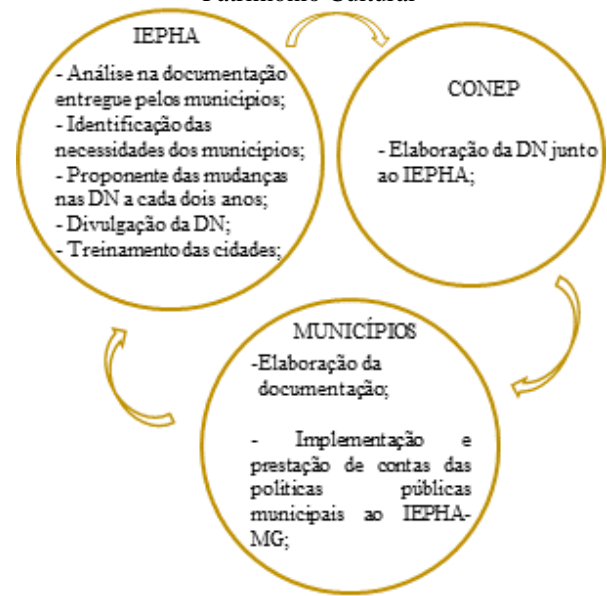 Patrimônio Cultural
IEPHA
- Análise na documentação
entregue pelos municípios;
- Identificação das
necessidades dos municípios;
- Proponente das mudanças
nas DN a cada dois anos;
- Divulgação da DN;
- Treinamento das cidades;
CONEP
- Elaboração da DN junto
ao IEPHA;
MUNICÍPIOS
-Elaboração da
documentação;
- Implementação e
prestação de contas das
políticas públicas
municipais ao IEPHA-
MG;